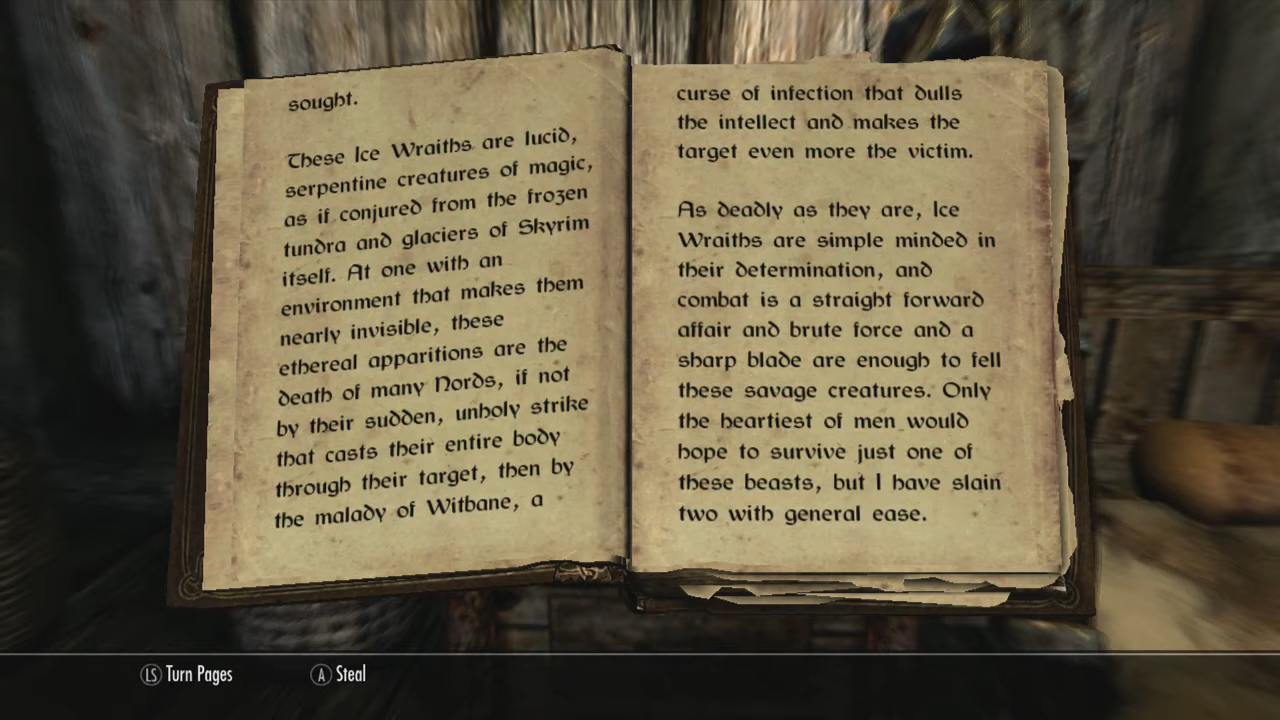 sought.
These Ice Wraiths are lucid,
serpentine creatures of magic,
as if conjured from the frozen
tundra and glaciers of Skyrim
itself. At one with an
environment that makes them
nearly invisible, these
ethereal apparitions are the
death of many Nords, if not
by their sudden, unholy strike
that casts their entire body
through their target, then by
the malady of Witbane, a
curse of infection that dulls
the intellect and makes the
target even more the victim.
As deadly as they are, Ice
Wraiths are simple minded in
their determination, and
combat is a straight forward
affair and brute force and a
sharp blade are enough to fell
these savage creatures. Only
the heartiest of men would
hope to survive just one of
these beasts, but I have slain
two with general ease.
LS Turn Pages
A Steal